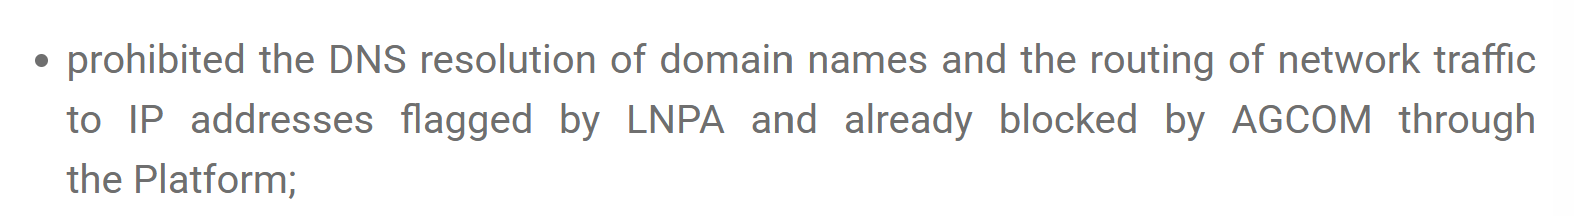 • prohibited the DNS resolution of domain names and the routing of network traffic
to IP addresses flagged by LNPA and already blocked by AGCOM through
the Platform;